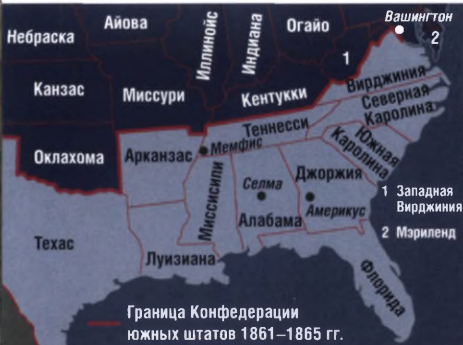 Вашингтон
Небраска
Айова
Иллинойс
Индиана
Огайо
2
1
Канзас
Миссури
Кентукки
Вирджиния
Северная
Каролина
Теннесси
Оклахома
Арканзас
Мемфис
Южная
Каролина
Миссисипи
Селма
Джоржия
Америкус
Алабама
1 Западная
Вирджиния
2 Мэриленд
Техас
Луизиана
Флорида
Граница Конфедерации
южных штатов 1861–1865 гг.